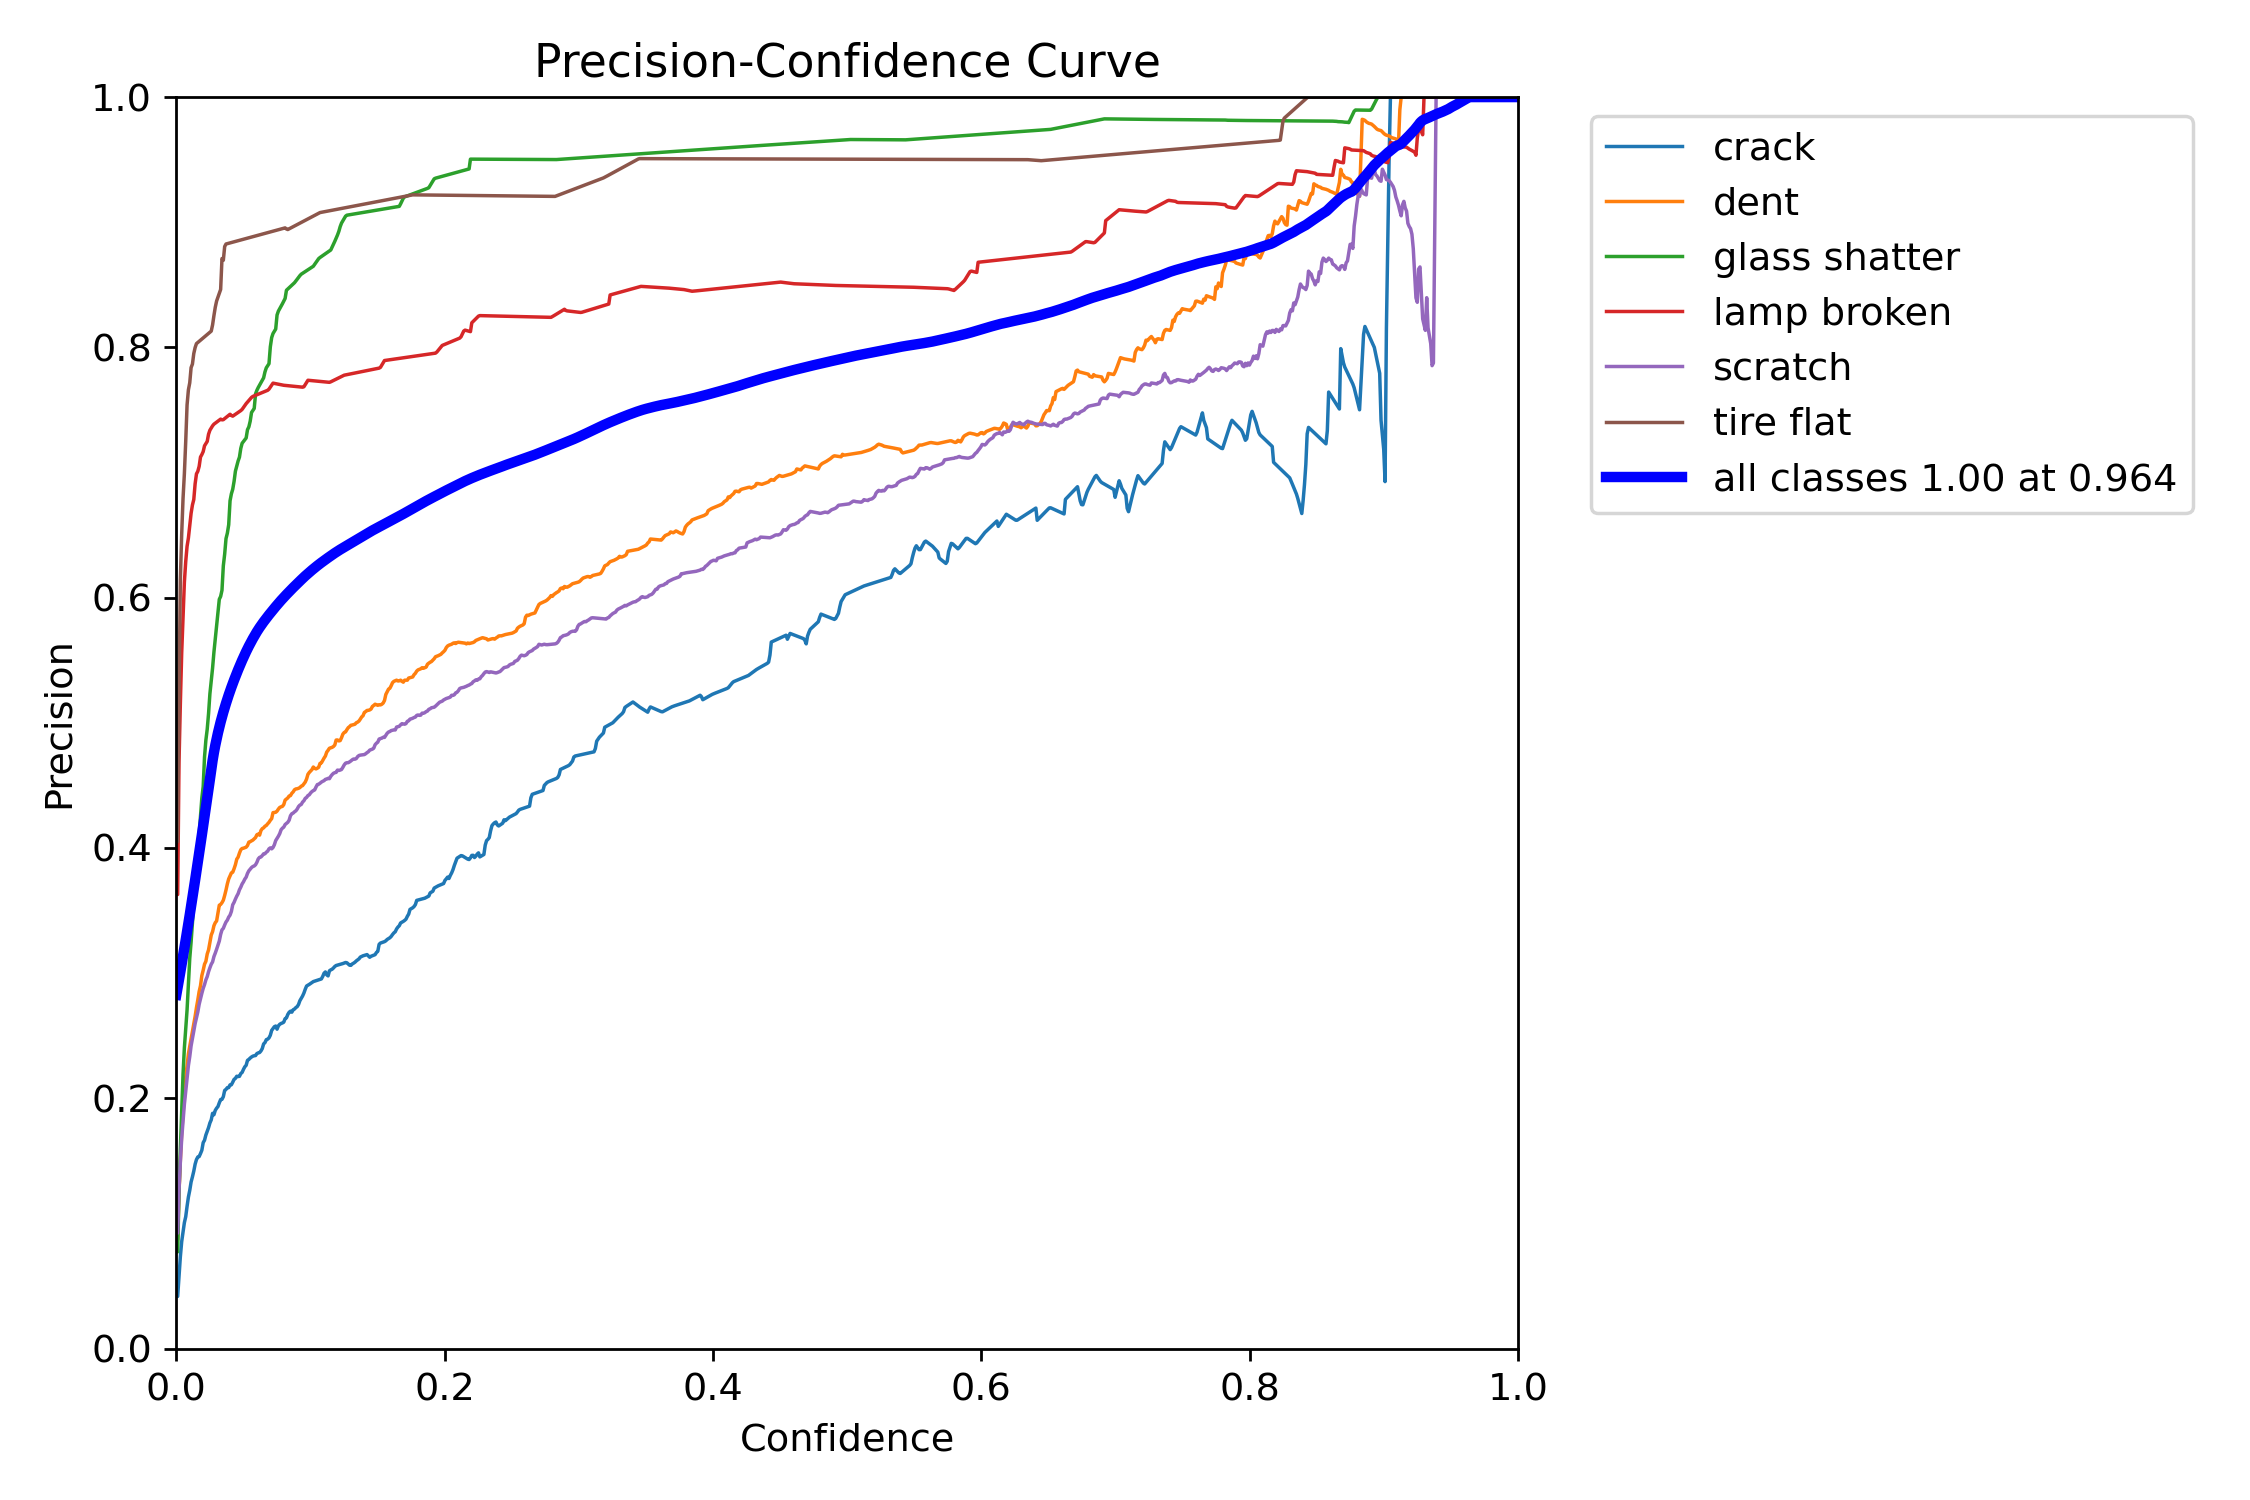 Precision-Confidence Curve
1.0
0.8
0.6
0.4
0.2
0.0
Precision
0.0 0.2 0.4 0.6 0.8 1.0
Confidence
crack
dent
glass shatter
lamp broken
scratch
tire flat
all classes 1.00 at 0.964